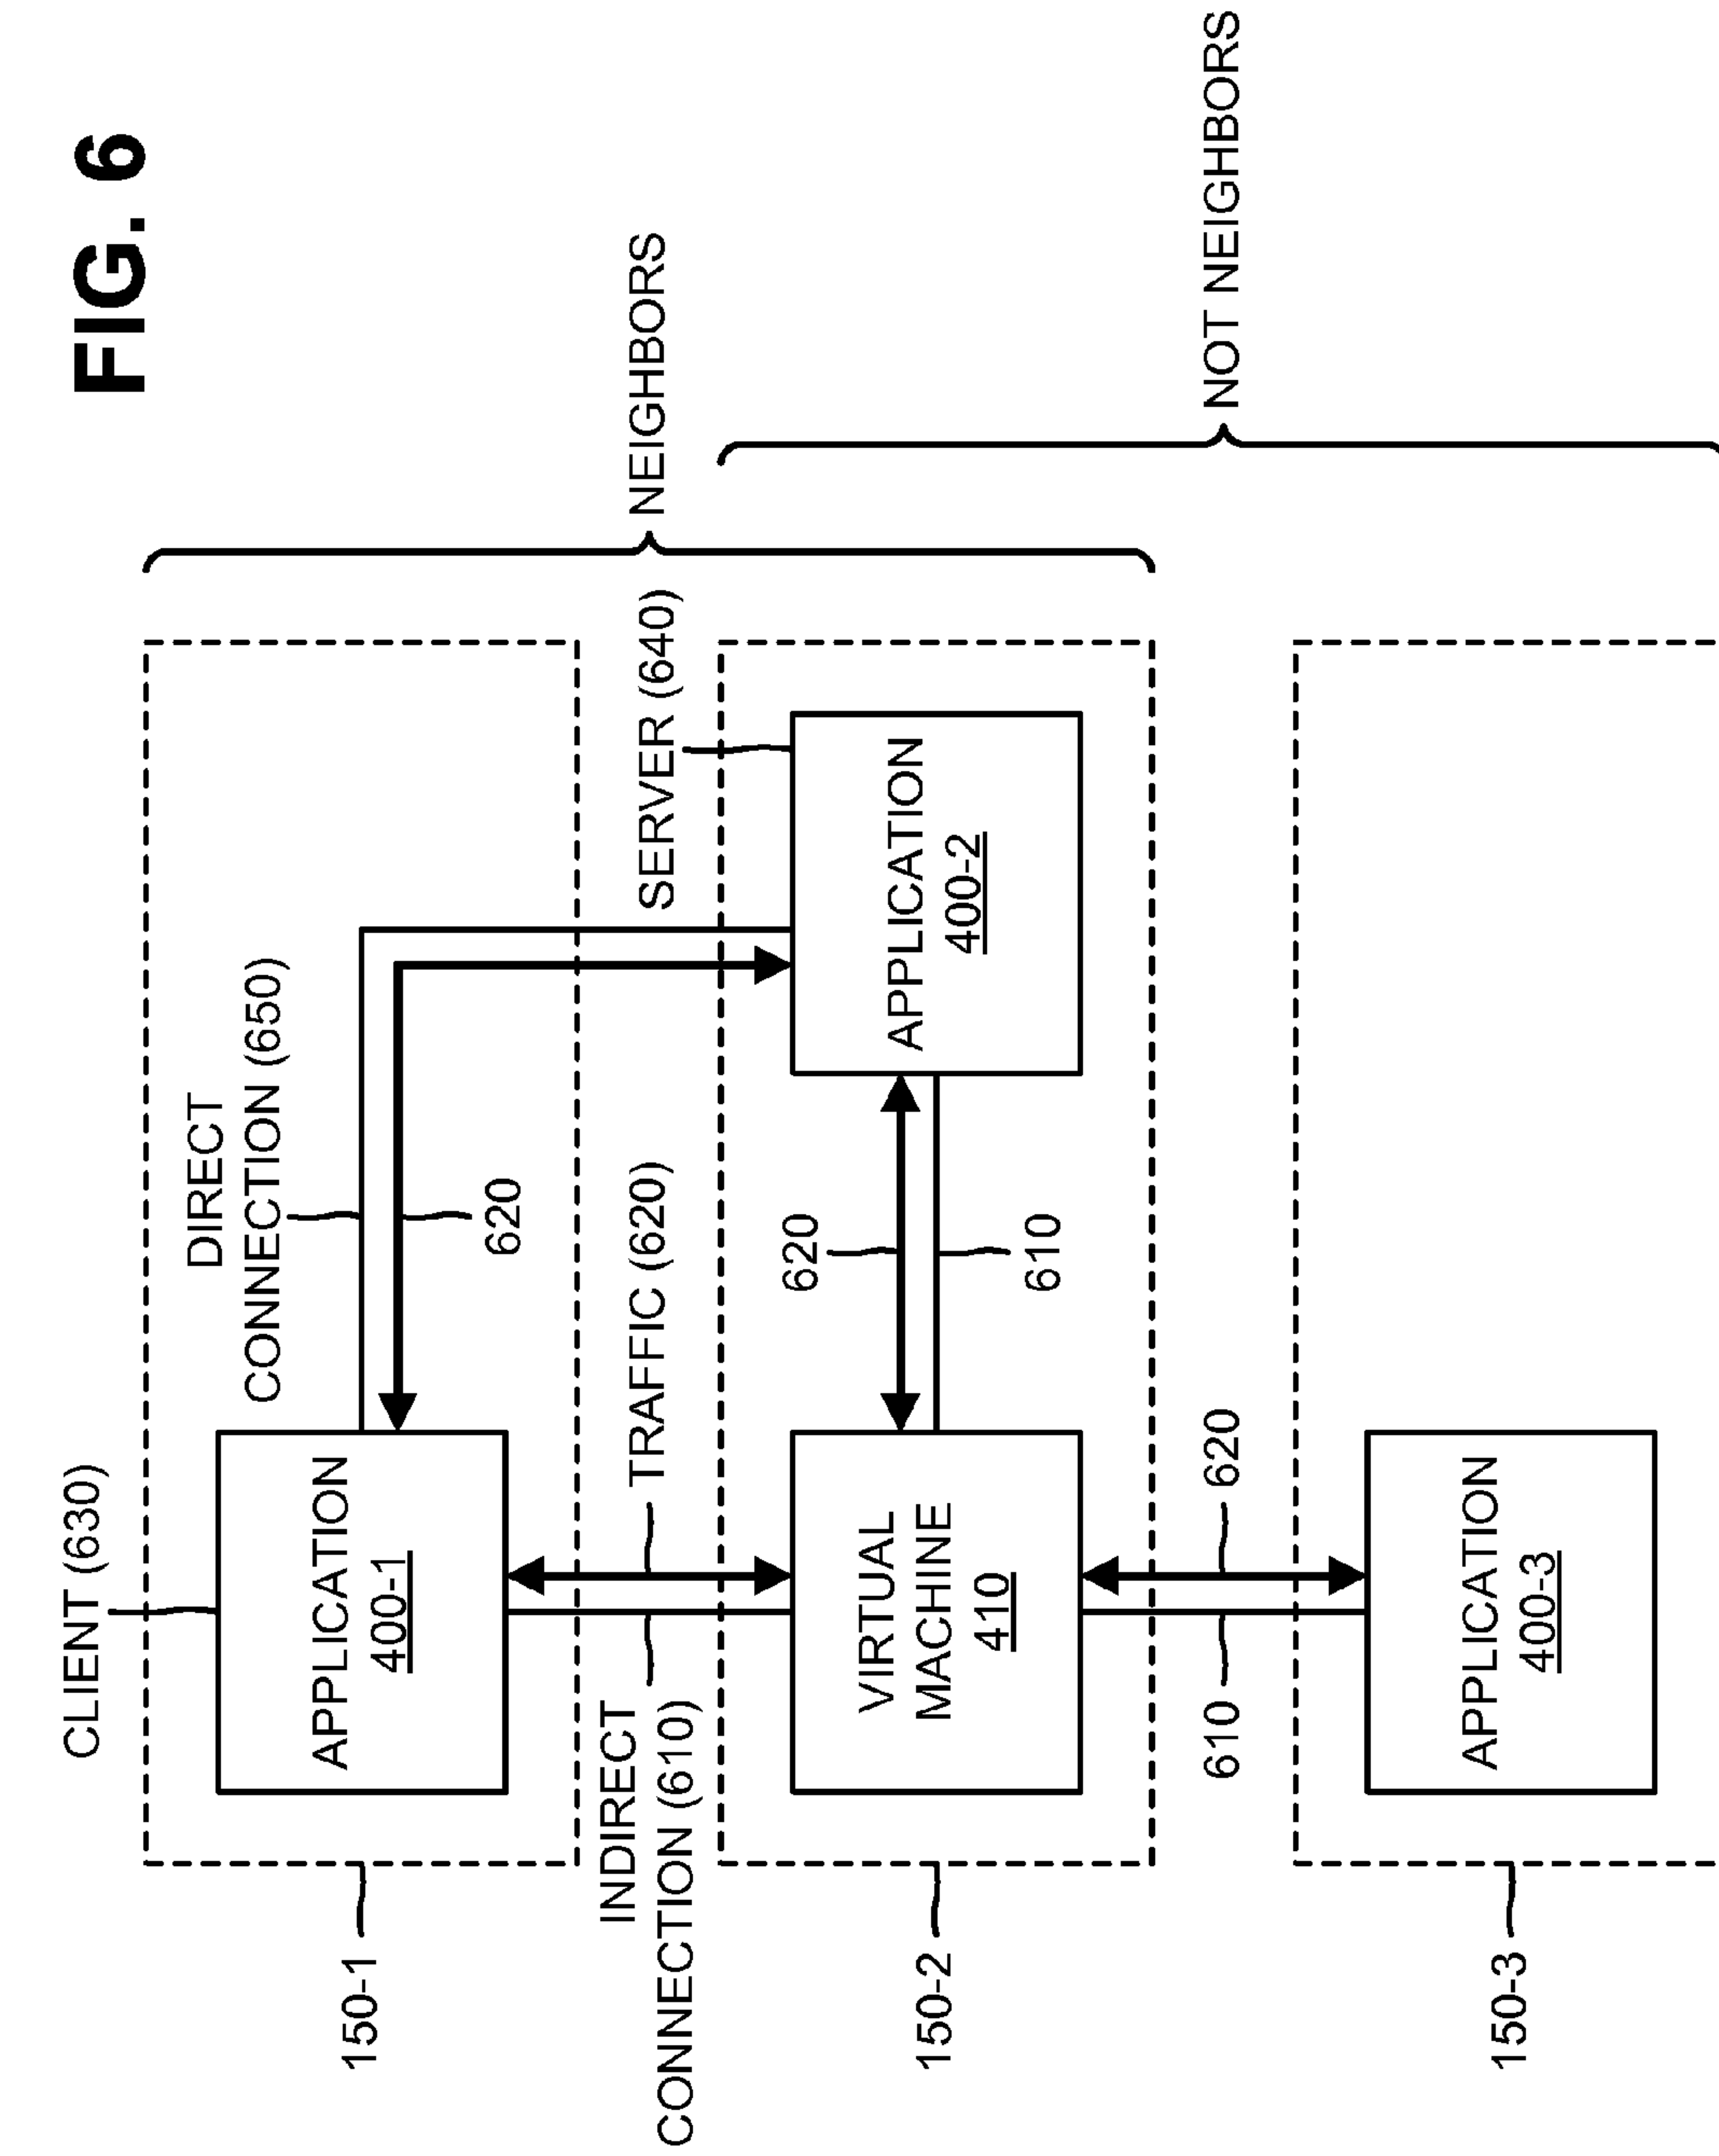 FIG. 6
CLIENT (630)
DIRECT
CONNECTION (650)
150-1
APPLICATION
400-1
620
NEIGHBORS
INDIRECT
CONNECTION (610)
TRAFFIC (620)
SERVER (640)
150-2
VIRTUAL
MACHINE
410
620
610
APPLICATION
400-2
610
620
NOT NEIGHBORS
150-3
APPLICATION
400-3